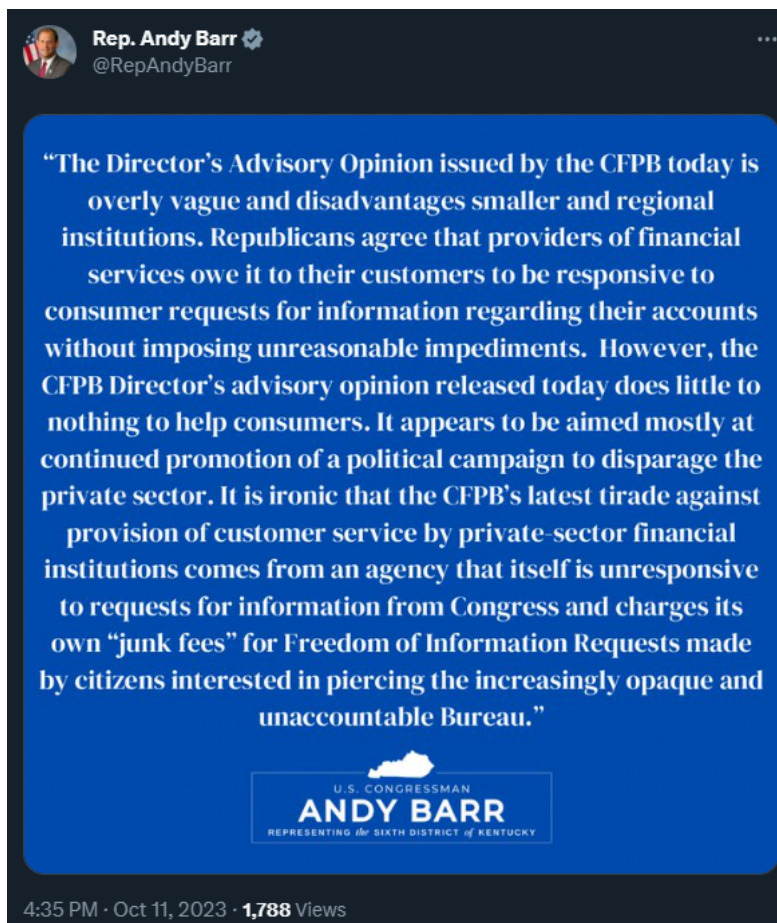 Rep. Andy Barr
@RepAndyBarr
“The Director’s Advisory Opinion issued by the CFPB today is
overly vague and disadvantages smaller and regional
institutions. Republicans agree that providers of financial
services owe it to their customers to be responsive to
consumer requests for information regarding their accounts
without imposing unreasonable impediments.  However, the
CFPB Director’s advisory opinion released today does little to
nothing to help consumers. It appears to be aimed mostly at
continued promotion of a political campaign to disparage the
private sector. It is ironic that the CFPB’s latest tirade against
provision of customer service by private-sector financial
institutions comes from an agency that itself is unresponsive
to requests for information from Congress and charges its
own “junk fees” for Freedom of Information Requests made
by citizens interested in piercing the increasingly opaque and
unaccountable Bureau.”
U.S. CONGRESSMAN
ANDY BARR
REPRESENTING the SIXTH DISTRICT of KENTUCKY
4:35 PM · Oct 11, 2023 · 1,788 Views